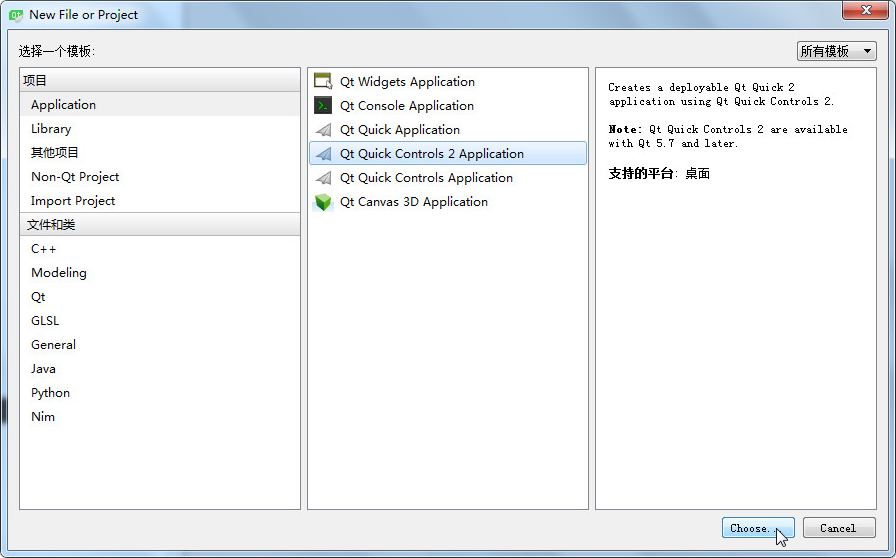 New File or Project
选择一个模板:
所有模板
项目
Application
Library
其他项目
Non-Qt Project
Import Project
文件和类
C++
Modeling
Qt
GLSL
General
Java
Python
Nim
Qt Widgets Application
Qt Console Application
Qt Quick Application
Qt Quick Controls 2 Application
Qt Quick Controls Application
Qt Canvas 3D Application
Creates a deployable Qt Quick 2
application using Qt Quick Controls 2.
Note: Qt Quick Controls 2 are available
with Qt 5.7 and later.
支持的平台: 桌面
Choose...
Cancel